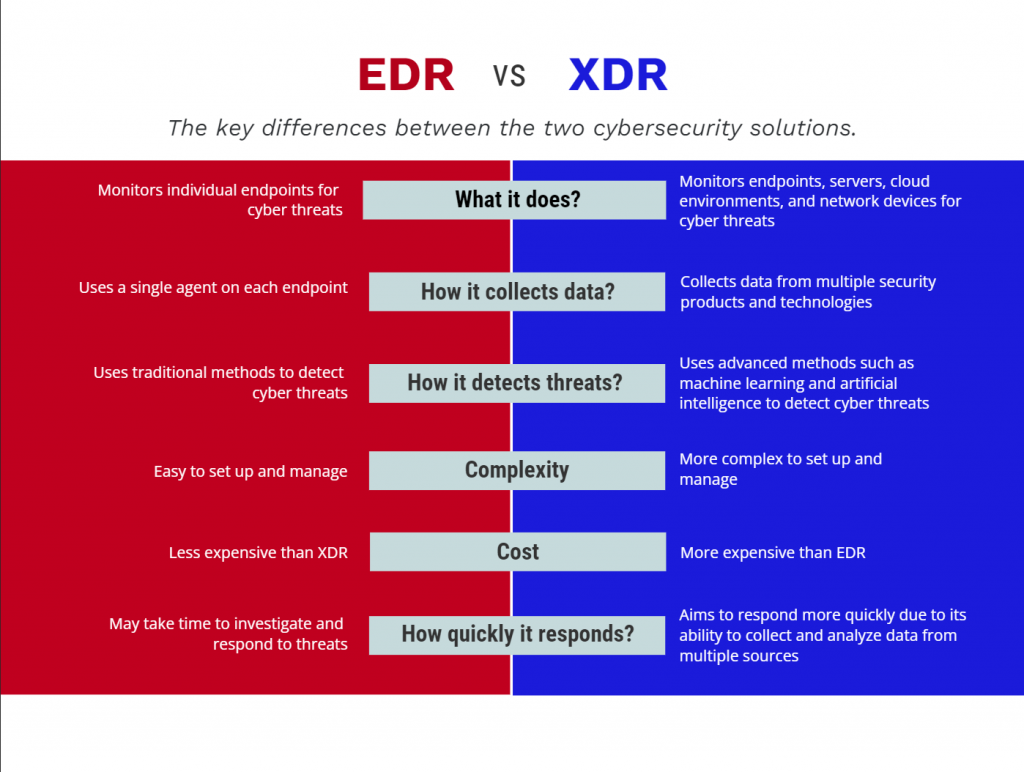 EDR VS XDR
The key differences between the two cybersecurity solutions.
Monitors individual endpoints for
cyber threats
What it does?
Monitors endpoints, servers, cloud
environments, and network devices for
cyber threats
Uses a single agent on each endpoint
How it collects data?
Collects data from multiple security
products and technologies
Uses traditional methods to detect
cyber threats
How it detects threats?
Uses advanced methods such as
machine learning and artificial
intelligence to detect cyber threats
Easy to set up and manage
Complexity
More complex to set up and
manage
Less expensive than XDR
Cost
More expensive than EDR
May take time to investigate and
respond to threats
How quickly it responds?
Aims to respond more quickly due to its
ability to collect and analyze data from
multiple sources